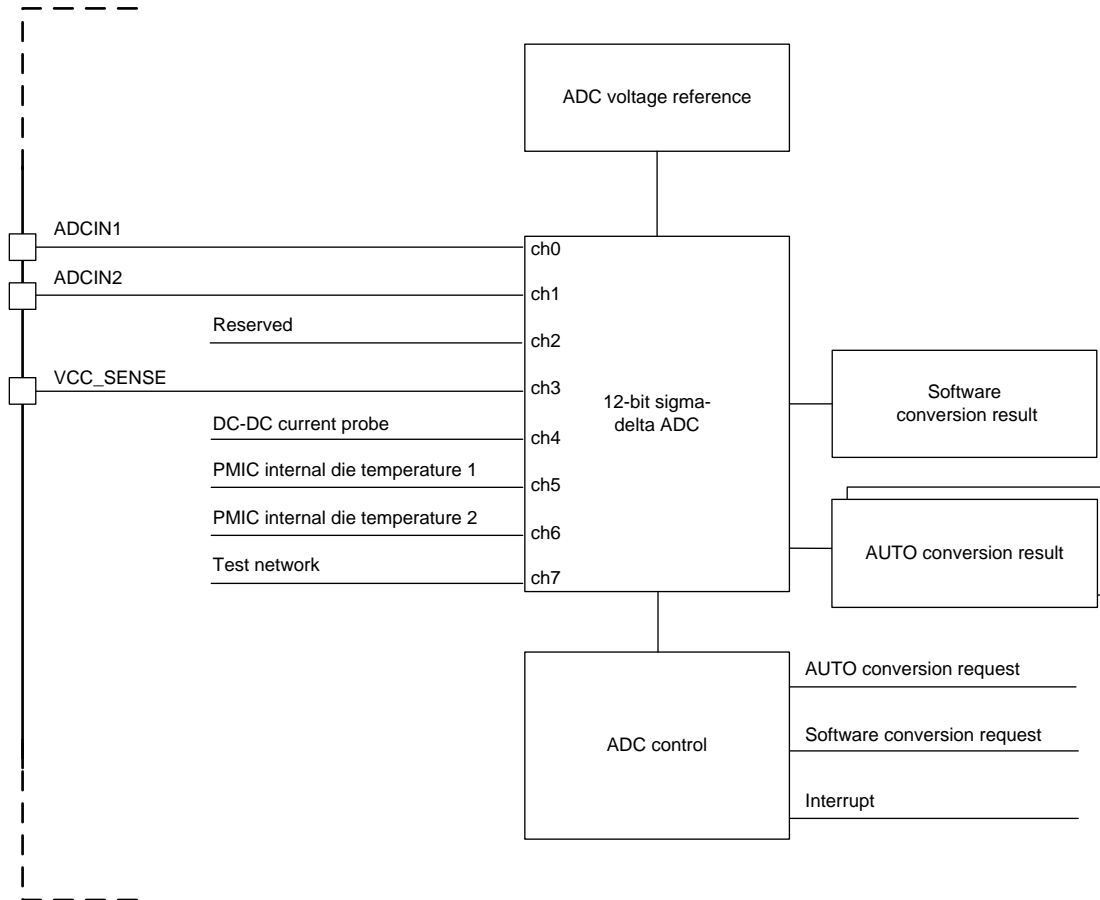 ADC voltage reference
ADCIN1
ch0
ADCIN2
ch1
Reserved
ch2
VCC_SENSE
ch3
DC-DC current probe
ch4
PMIC internal die temperature 1
ch5
PMIC internal die temperature 2
ch6
Test network
ch7
12-bit sigma-
delta ADC
Software
conversion result
AUTO conversion result
ADC control
AUTO conversion request
Software conversion request
Interrupt